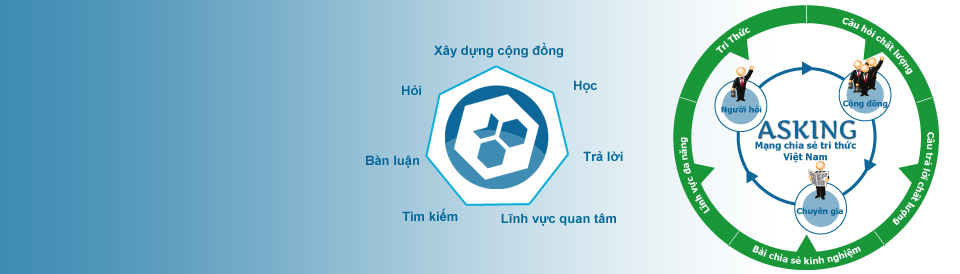 Xây dựng cộng đồng
Hỏi
Học
Bàn luận
Trả lời
Tìm kiếm
Lĩnh vực quan tâm
Tri Thức
Câu hỏi chất lượng
Câu trả lời chất lượng
Bài chia sẻ kinh nghiệm
Lĩnh vực đa năng
Người hỏi
Cộng đồng
ASKING
Mạng chia sẻ tri thức
Việt Nam
Chuyên gia